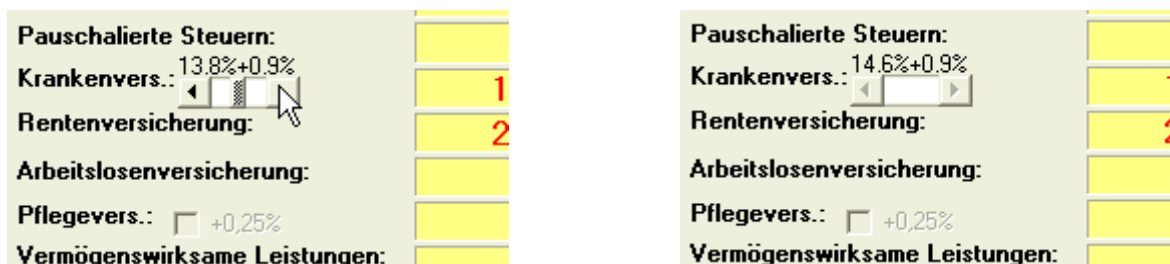 Pauschalierte Steuern:
13.8%+0.9%
Krankenvers.:
1
Rentenversicherung:
2
Arbeitslosenversicherung:
Pflegevers.: +0,25%
Vermögenswirksame Leistungen:
Pauschalierte Steuern:
14.6%+0.9%
Krankenvers.:
Rentenversicherung:
Arbeitslosenversicherung:
Pflegevers.: +0,25%
Vermögenswirksame Leistungen: